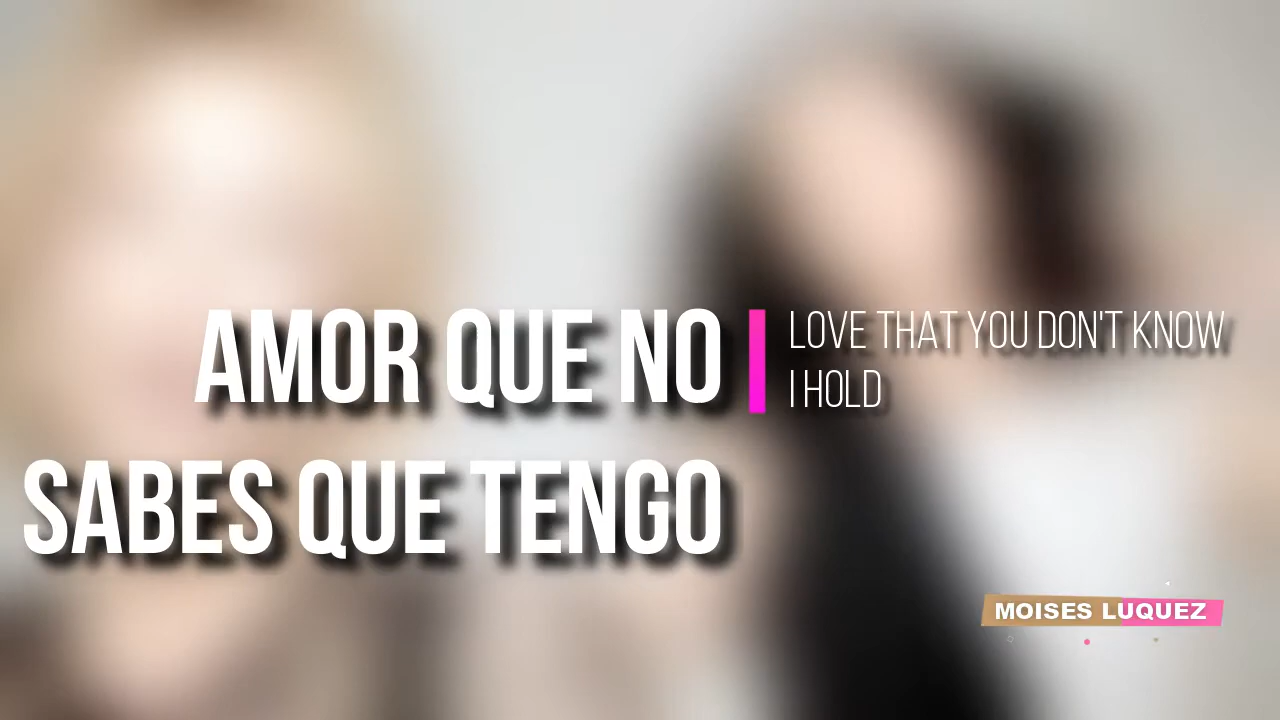 AMOR QUE NO
SABES QUE TENGO
LOVE THAT YOU DON'T KNOW
I HOLD
MOISES LUQUEZ